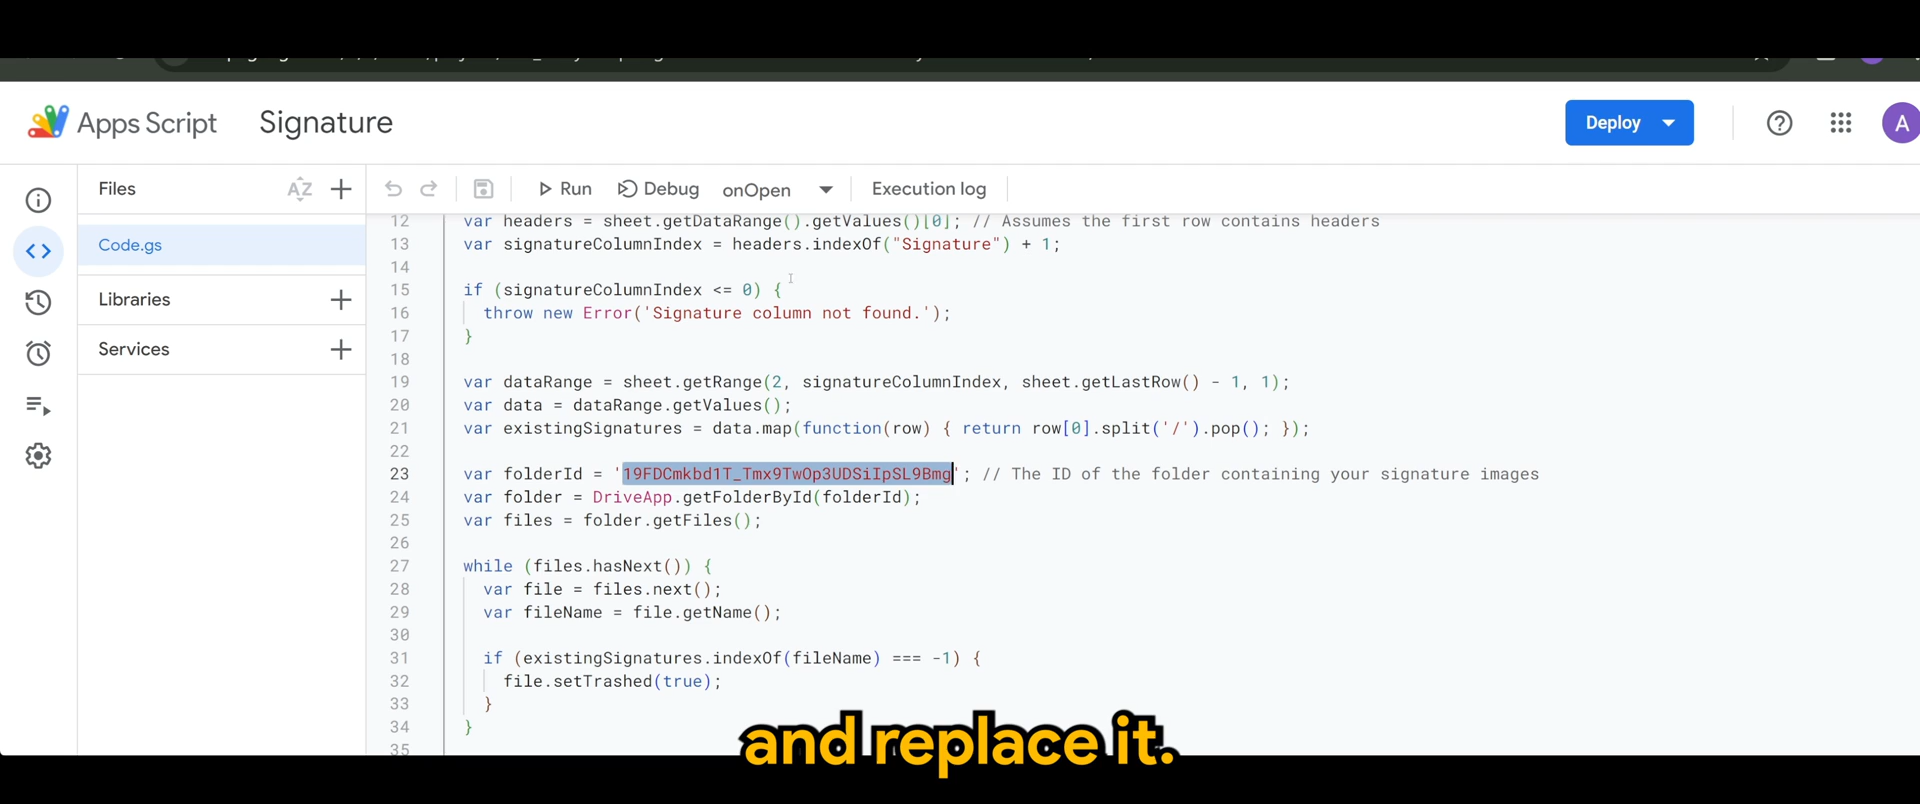 Apps Script
Signature
Deploy
A
Files
AZ
Run
Debug
onOpen
Execution log
Code.gs
Libraries
Services
12 var headers = sheet.getDataRange().getValues()[0]; // Assumes the first row contains headers
13 var signatureColumnIndex = headers.indexOf("Signature") + 1;
14
15 if (signatureColumnIndex <= 0) {
16 throw new Error('Signature column not found.');
17 }
18
19 var dataRange = sheet.getRange(2, signatureColumnIndex, sheet.getLastRow() - 1, 1);
20 var data = dataRange.getValues();
21 var existingSignatures = data.map(function(row) { return row[0].split('/').pop(); });
22
23 var folderId = '19FDCmkbd1T_Tmx9TwOp3UDSiIpSL9Bmg'; // The ID of the folder containing your signature images
24 var folder = DriveApp.getFolderById(folderId);
25 var files = folder.getFiles();
26
27 while (files.hasNext()) {
28 var file = files.next();
29 var fileName = file.getName();
30
31 if (existingSignatures.indexOf(fileName) === -1) {
32 file.setTrashed(true);
33 }
34 }
35
and replace it.